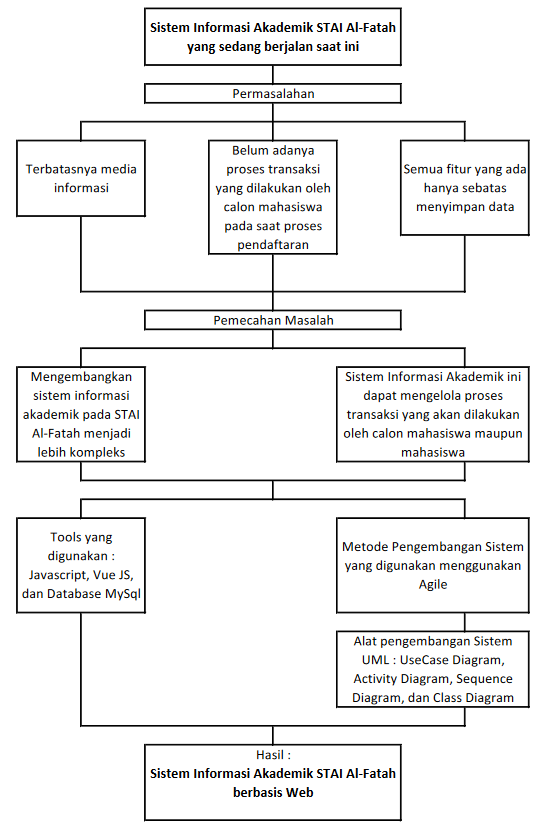 Sistem Informasi Akademik STAI Al-Fatah
yang sedang berjalan saat ini
Permasalahan
Terbatasnya media
informasi
Belum adanya
proses transaksi
yang dilakukan oleh
calon mahasiswa
pada saat proses
pendaftaran
Semua fitur yang ada
hanya sebatas
menyimpan data
Pemecahan Masalah
Mengembangkan
sistem informasi
akademik pada STAI
Al-Fatah menjadi
lebih kompleks
Sistem Informasi Akademik ini
dapat mengelola proses
transaksi yang akan dilakukan
oleh calon mahasiswa maupun
mahasiswa
Tools yang
digunakan :
Javascript, Vue JS,
dan Database MySql
Metode Pengembangan Sistem
yang digunakan menggunakan
Agile
Alat pengembangan Sistem
UML : UseCase Diagram,
Activity Diagram, Sequence
Diagram, dan Class Diagram
Hasil :
Sistem Informasi Akademik STAI Al-Fatah
berbasis Web